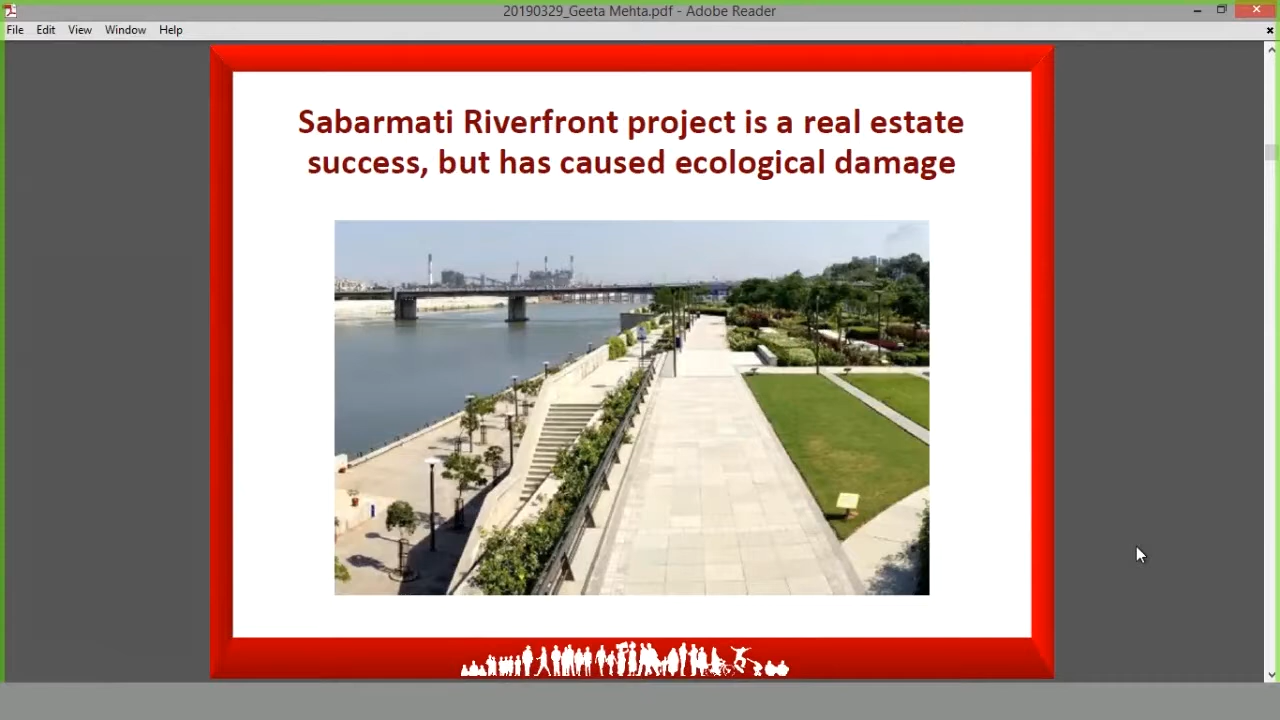 20190329_Geeta Mehta.pdf - Adobe Reader
File Edit View Window Help
Sabarmati Riverfront project is a real estate
success, but has caused ecological damage